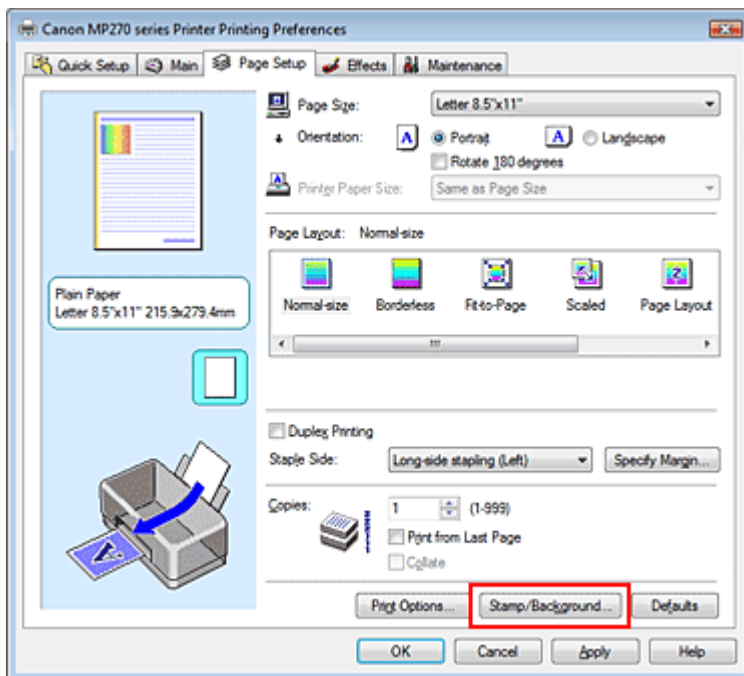 Canon MP270 series Printer Printing Preferences
Quick Setup Main Page Setup Effects Maintenance
Page Size: Letter 8.5"x11"
Orientation: A Portrait A Landscape
Rotate 180 degrees
Printer Paper Size: Same as Page Size
Page Layout: Normal-size
Normal-size Borderless Fit-to-Page Scaled Page Layout
Plain Paper
Letter 8.5"x11" 215.9x279.4mm
Duplex Printing
Staple Side: Long-side stapling (Left) Specify Margin...
Copies: 1 (1-999)
Print from Last Page
Collate
Print Options... Stamp/Background... Defaults
OK Cancel Apply Help